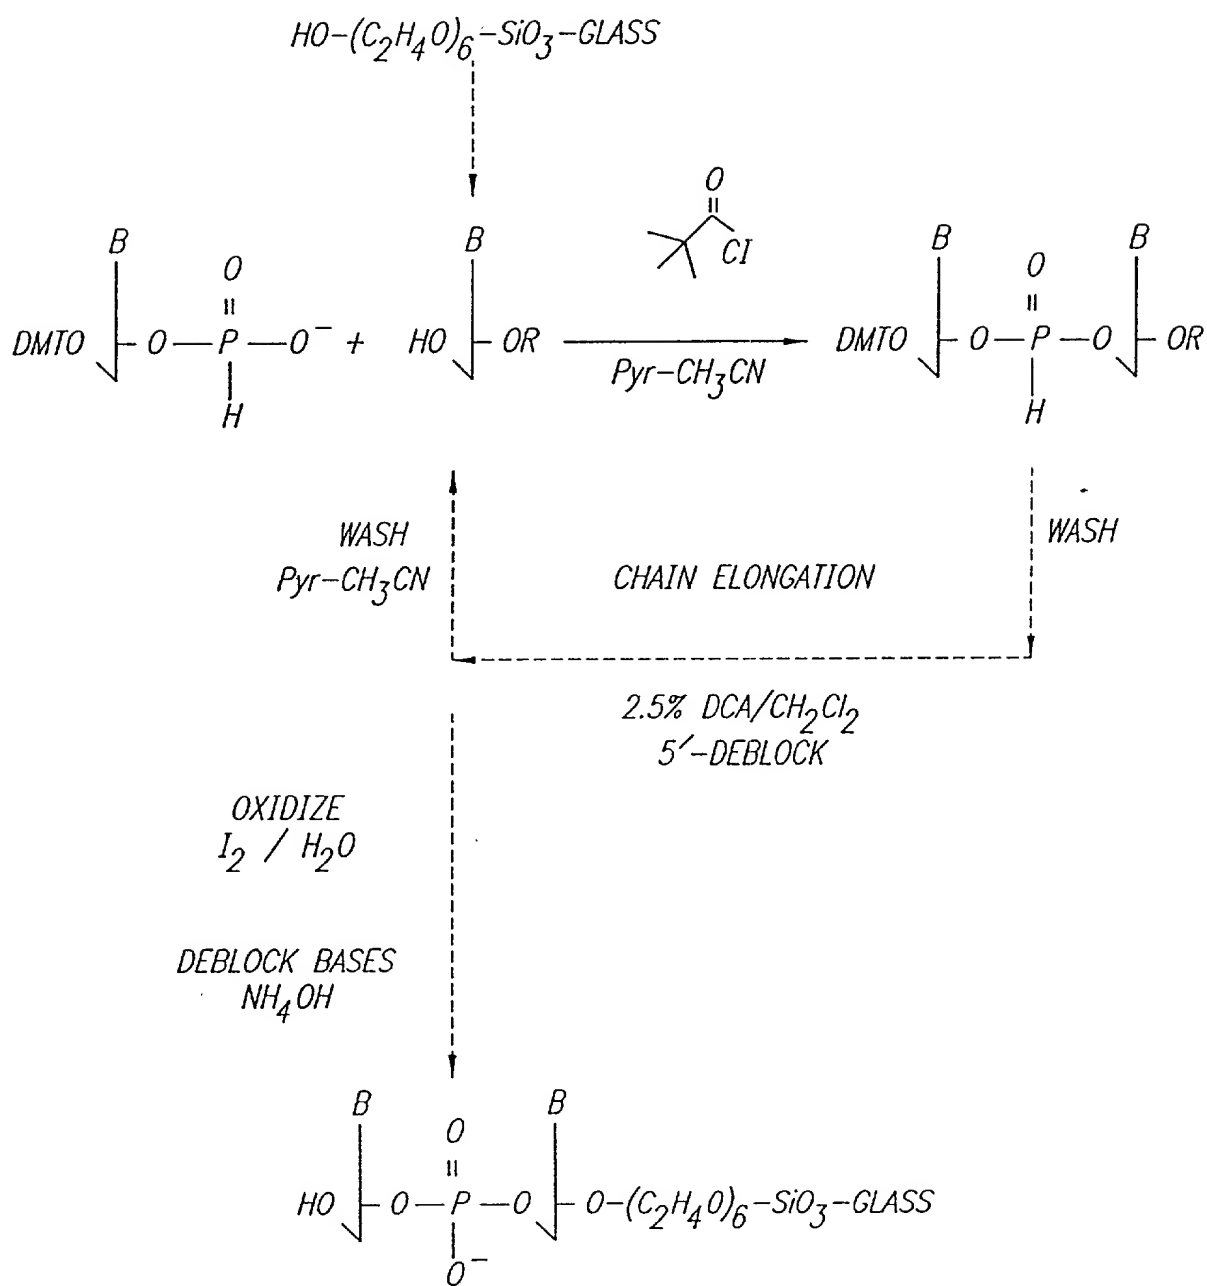 HO-(C2H4O)6-SiO3-GLASS
O
Cl
B
O
DMTO O P O- +
H
B
HO OR
Pyr-CH3CN
B B
O
DMTO O P O OR
H
WASH
Pyr-CH3CN
CHAIN ELONGATION
WASH
2.5% DCA/CH2Cl2
5'-DEBLOCK
OXIDIZE
I2 / H2O
DEBLOCK BASES
NH4OH
B B
O
HO O P O O-(C2H4O)6-SiO3-GLASS
O-